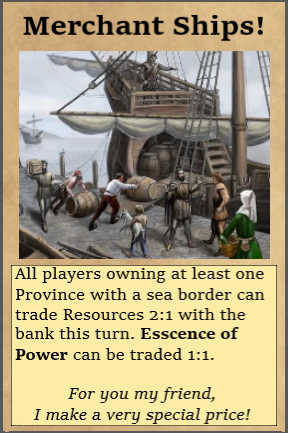 Merchant Ships!
All players owning at least one
Province with a sea border can
trade Resources 2:1 with the
bank this turn. Esscence of
Power can be traded 1:1.
For you my friend,
I make a very special price!